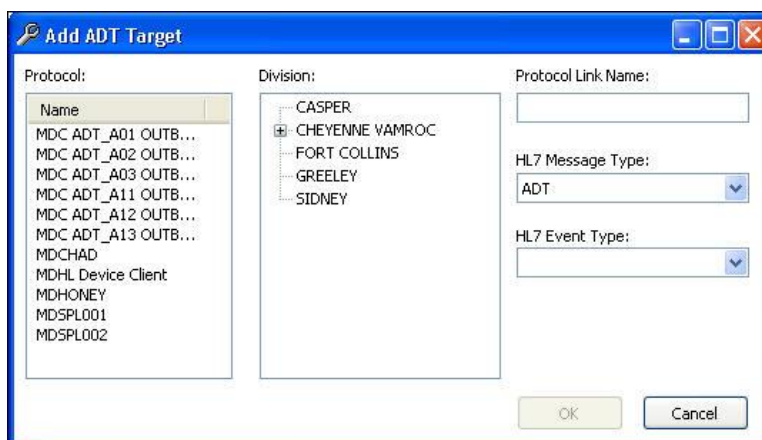 Add ADT Target
Protocol:
Name
MDC ADT_A01 OUTB...
MDC ADT_A02 OUTB...
MDC ADT_A03 OUTB...
MDC ADT_A11 OUTB...
MDC ADT_A12 OUTB...
MDC ADT_A13 OUTB...
MDCHAD
MDHL Device Client
MDHONEY
MDSPL001
MDSPL002
Division:
CASPER
CHEYENNE VAMROC
FORT COLLINS
GREELEY
SIDNEY
Protocol Link Name:
HL7 Message Type:
ADT
HL7 Event Type:
OK
Cancel